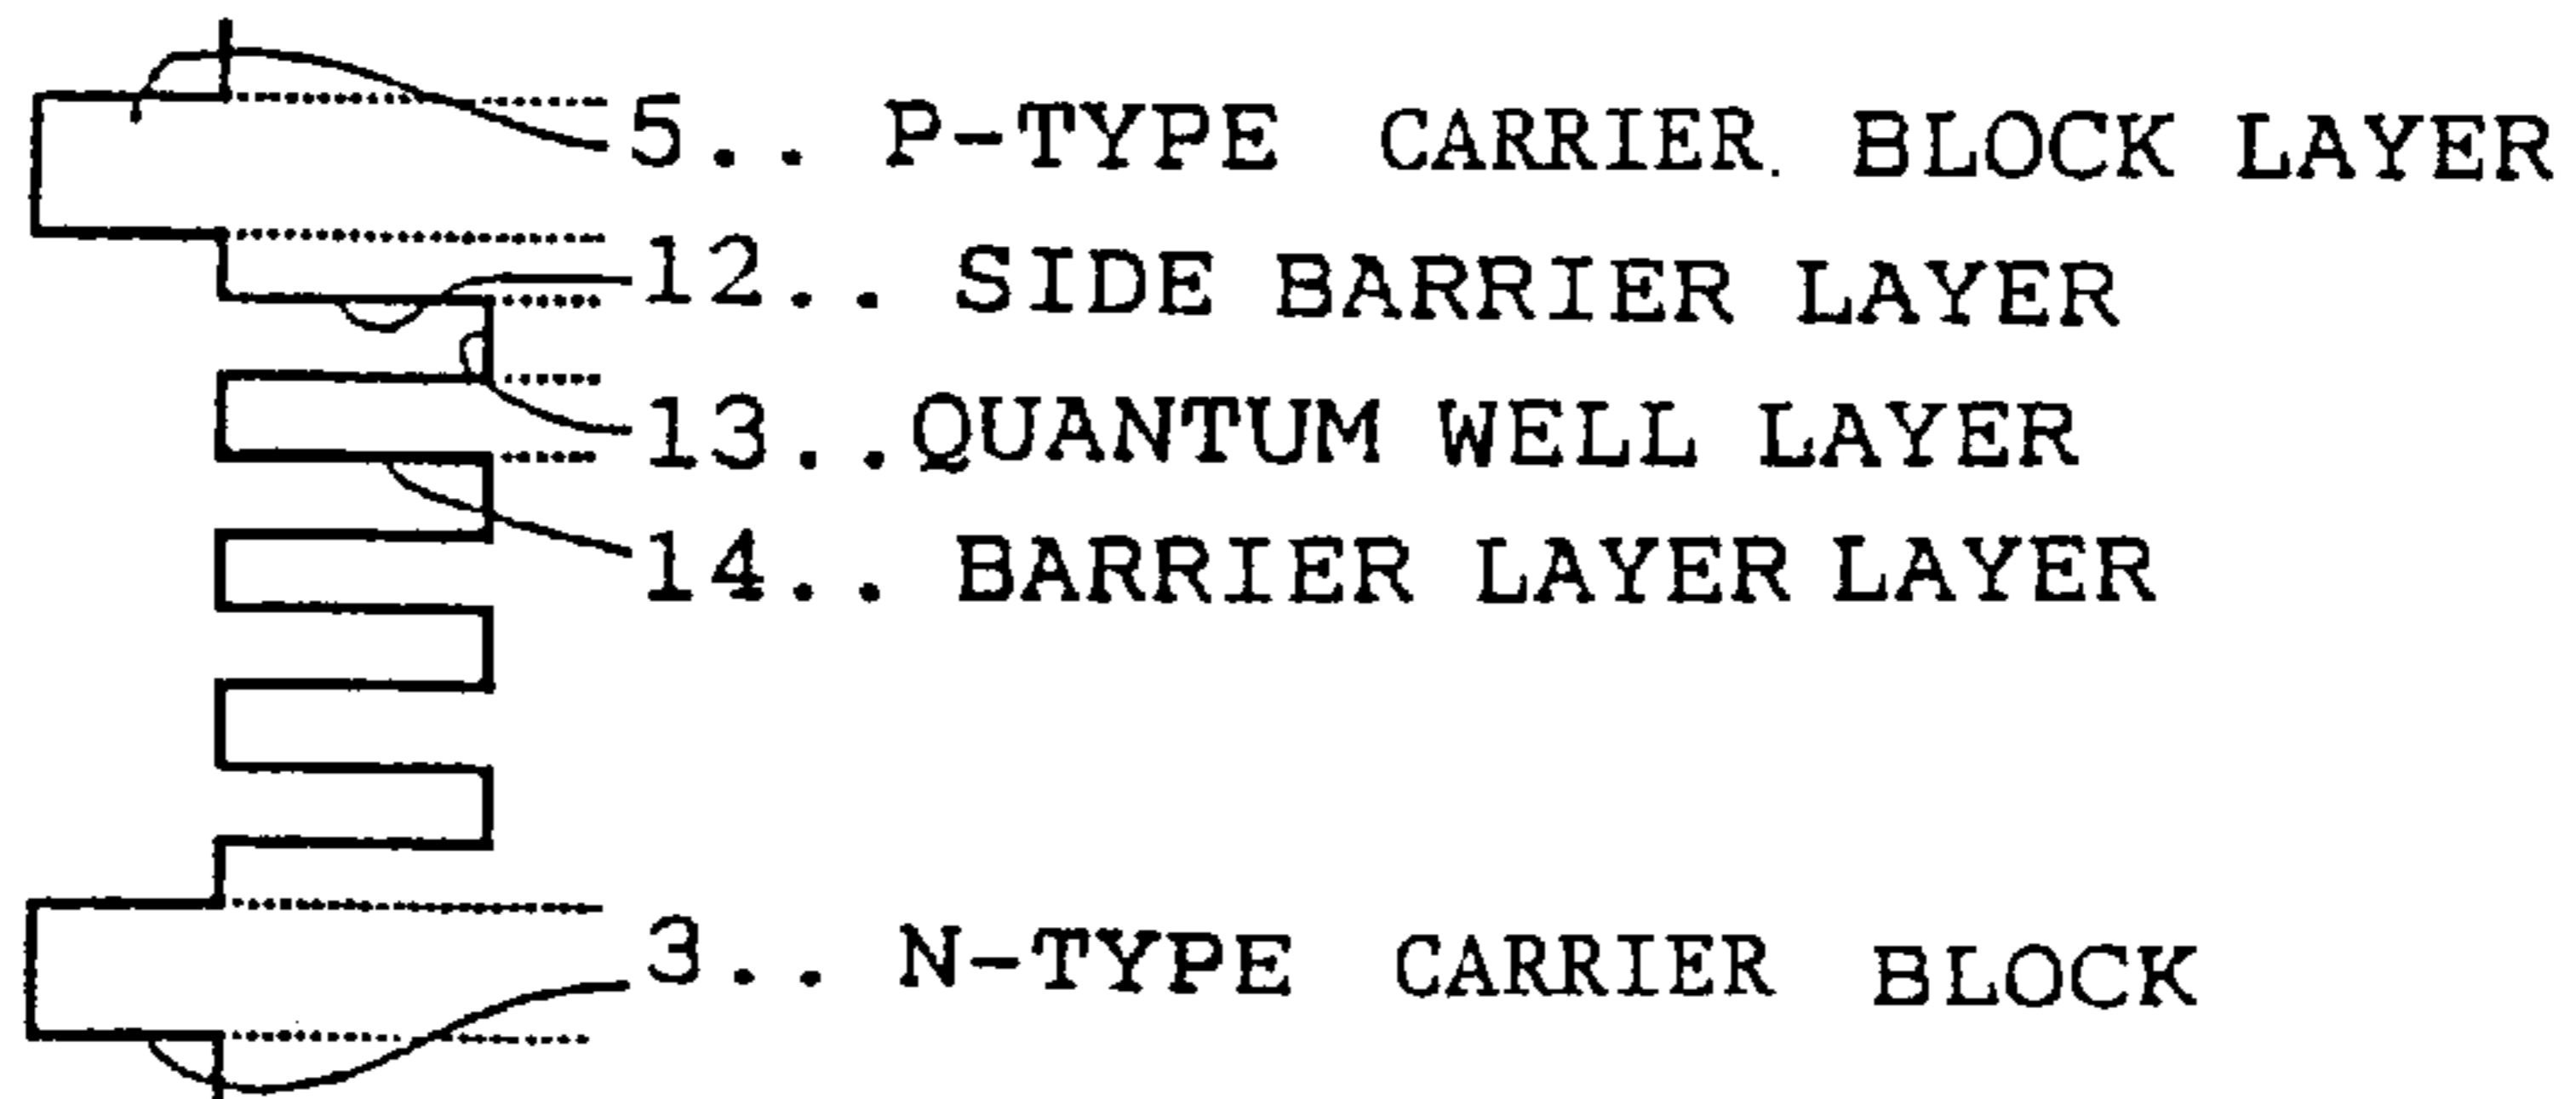 5.. P-TYPE CARRIER. BLOCK LAYER
12.. SIDE BARRIER LAYER
13..QUANTUM WELL LAYER
14.. BARRIER LAYER LAYER
3.. N-TYPE CARRIER BLOCK